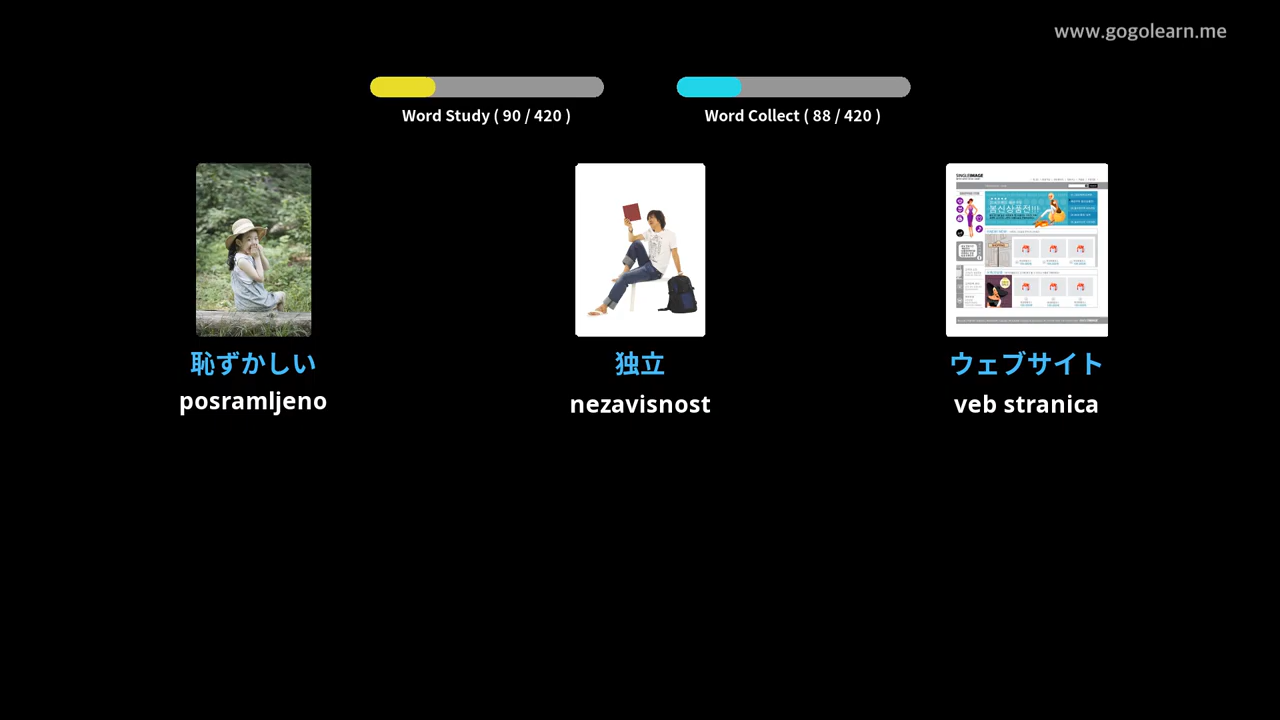 www.gogolearn.me
Word Study ( 90 / 420 )
Word Collect ( 88 / 420 )
恥ずかしい
posramljeno
独立
nezavisnost
ウェブサイト
veb stranica